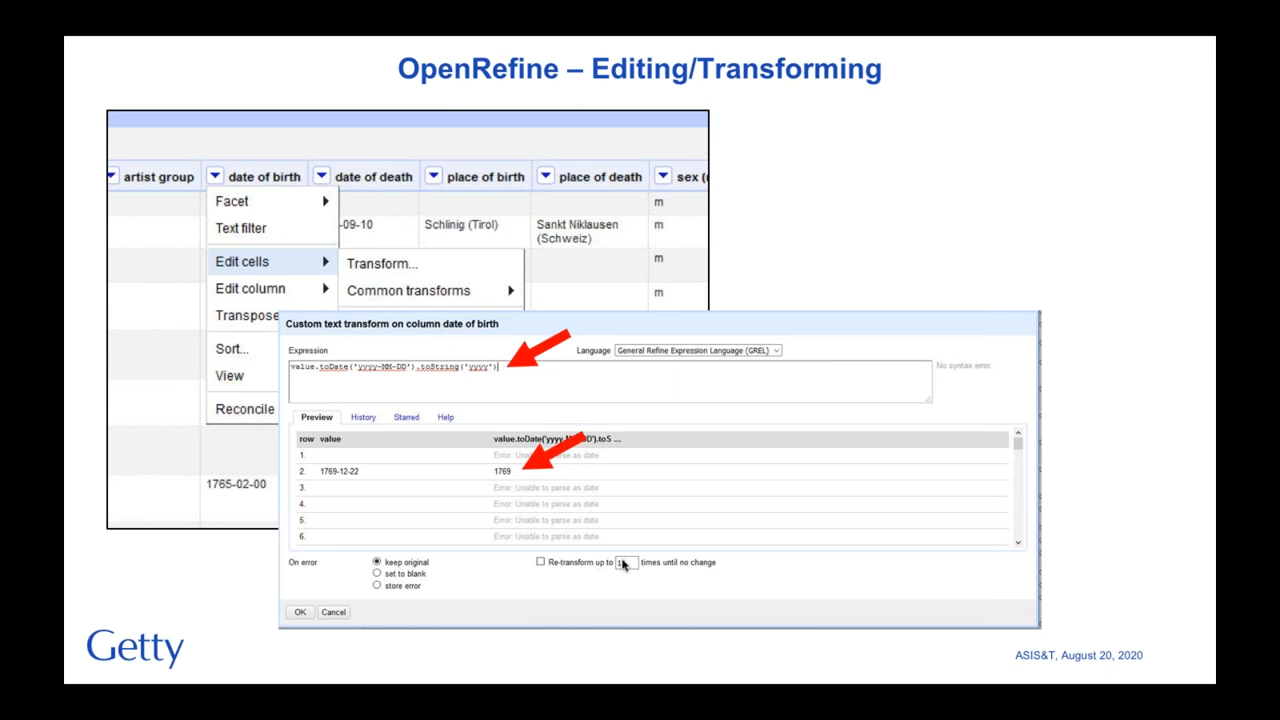 OpenRefine – Editing/Transforming
artist group date of birth date of death place of birth place of death sex (
Facet m
Text filter -09-10 Schlinig (Tirol) Sankt Niklausen m
(Schweiz)
Edit cells Transform... m
Edit column Common transforms m
Transpose
Sort...
View
Reconcile
1765-02-00
Custom text transform on column date of birth
Expression Language General Refine Expression Language (GREL)
value.toDate('yyyy-MM-DD').toString('yyyy') No syntax error.
Preview History Starred Help
row value value.toDate('yyyy-MM-DD').toS ...
1. Error: Unable to parse as date
2. 1769-12-22 1769
3. Error: Unable to parse as date
4. Error: Unable to parse as date
5. Error: Unable to parse as date
6. Error: Unable to parse as date
On error keep original Re-transform up to times until no change
set to blank
store error
OK Cancel
Getty
ASIS&T, August 20, 2020